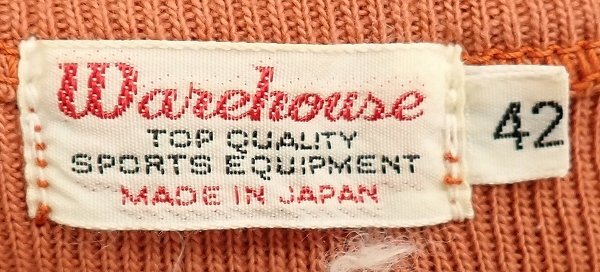 Warehouse
TOP QUALITY
SPORTS EQUIPMENT
MADE IN JAPAN
42